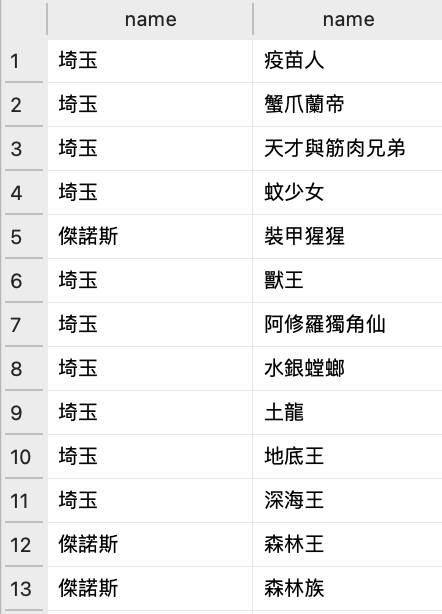 name name
1 埼玉 疫苗人
2 埼玉 蟹爪蘭帝
3 埼玉 天才與筋肉兄弟
4 埼玉 蚊少女
5 傑諾斯 裝甲猩猩
6 埼玉 獸王
7 埼玉 阿修羅獨角仙
8 埼玉 水銀螳螂
9 埼玉 土龍
10 埼玉 地底王
11 埼玉 深海王
12 傑諾斯 森林王
13 傑諾斯 森林族